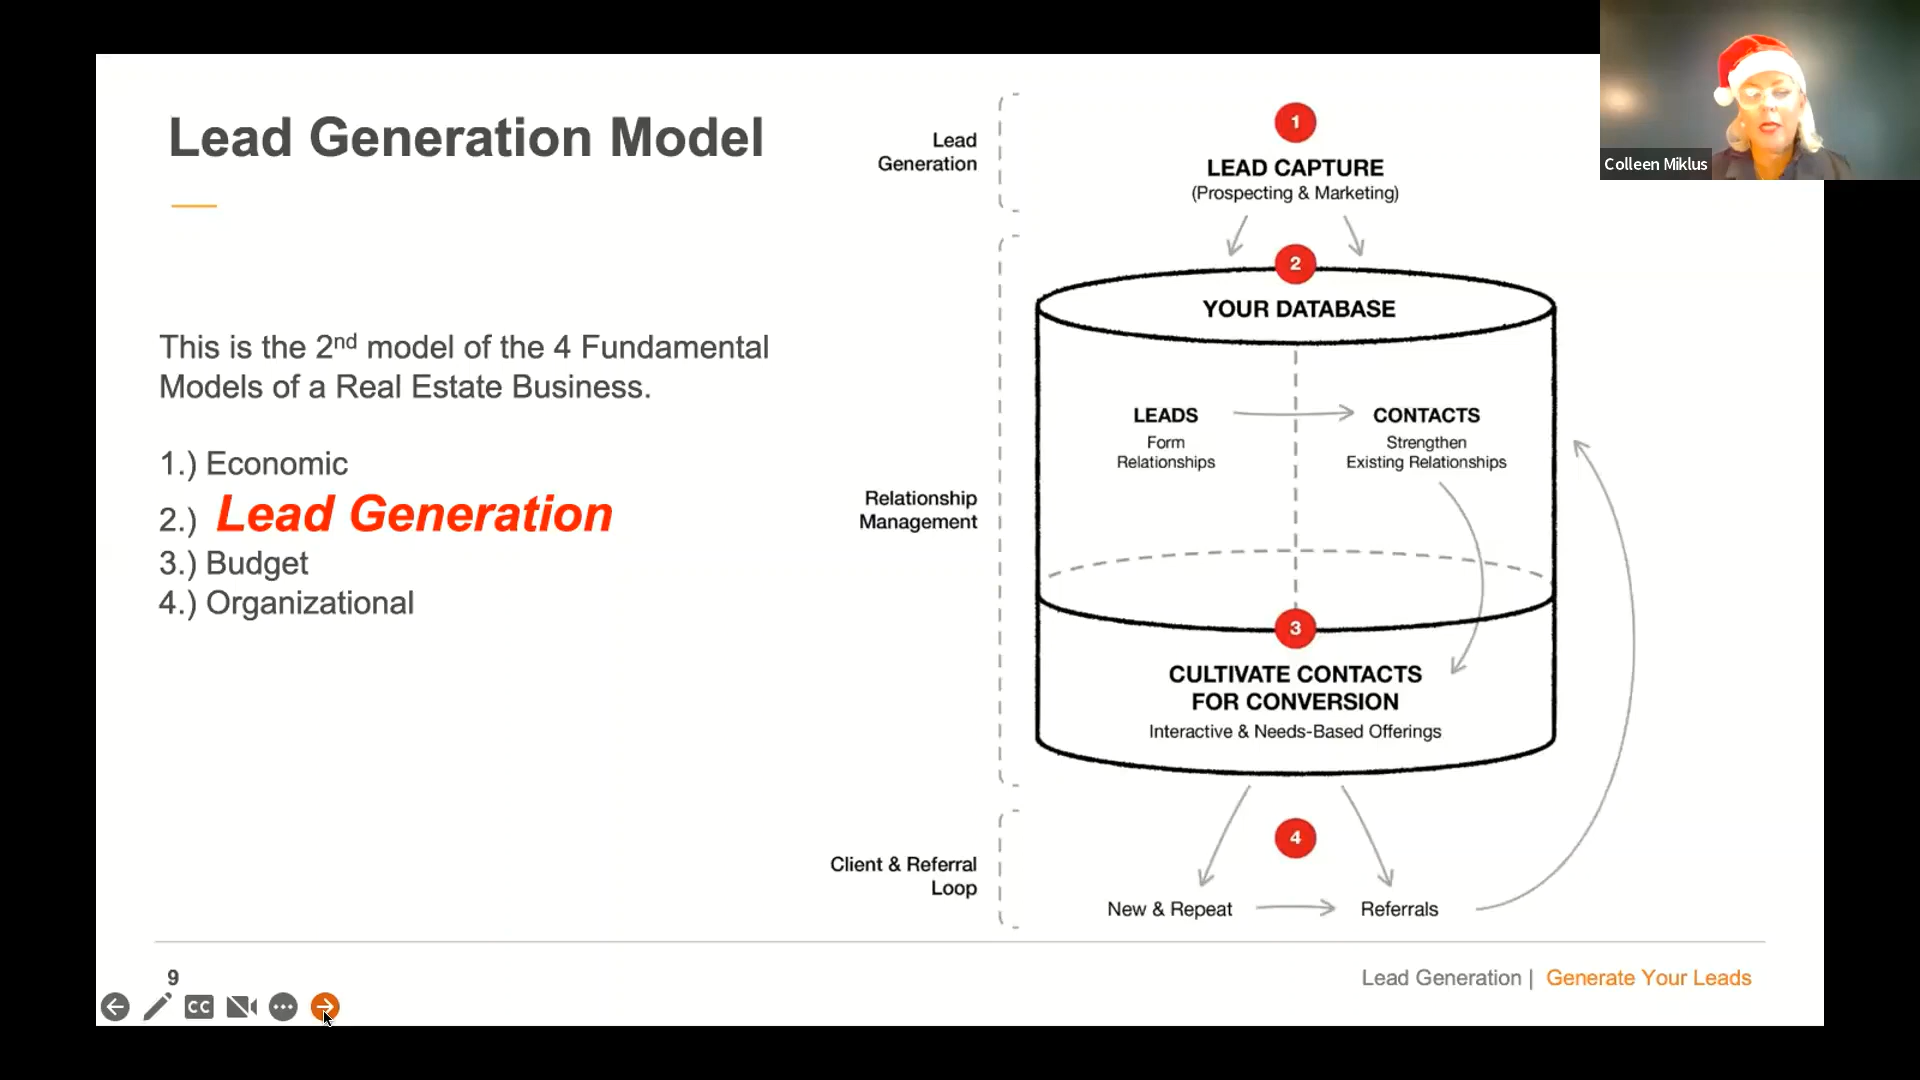 Lead Generation Model
This is the 2nd model of the 4 Fundamental
Models of a Real Estate Business.
1.) Economic
2.) Lead Generation
3.) Budget
4.) Organizational
Lead
Generation
1
LEAD CAPTURE
(Prospecting & Marketing)
2
YOUR DATABASE
LEADS
Form
Relationships
CONTACTS
Strengthen
Existing Relationships
Relationship
Management
3
CULTIVATE CONTACTS
FOR CONVERSION
Interactive & Needs-Based Offerings
Client & Referral
Loop
4
New & Repeat
Referrals
9
CC
Lead Generation | Generate Your Leads
Colleen Miklus